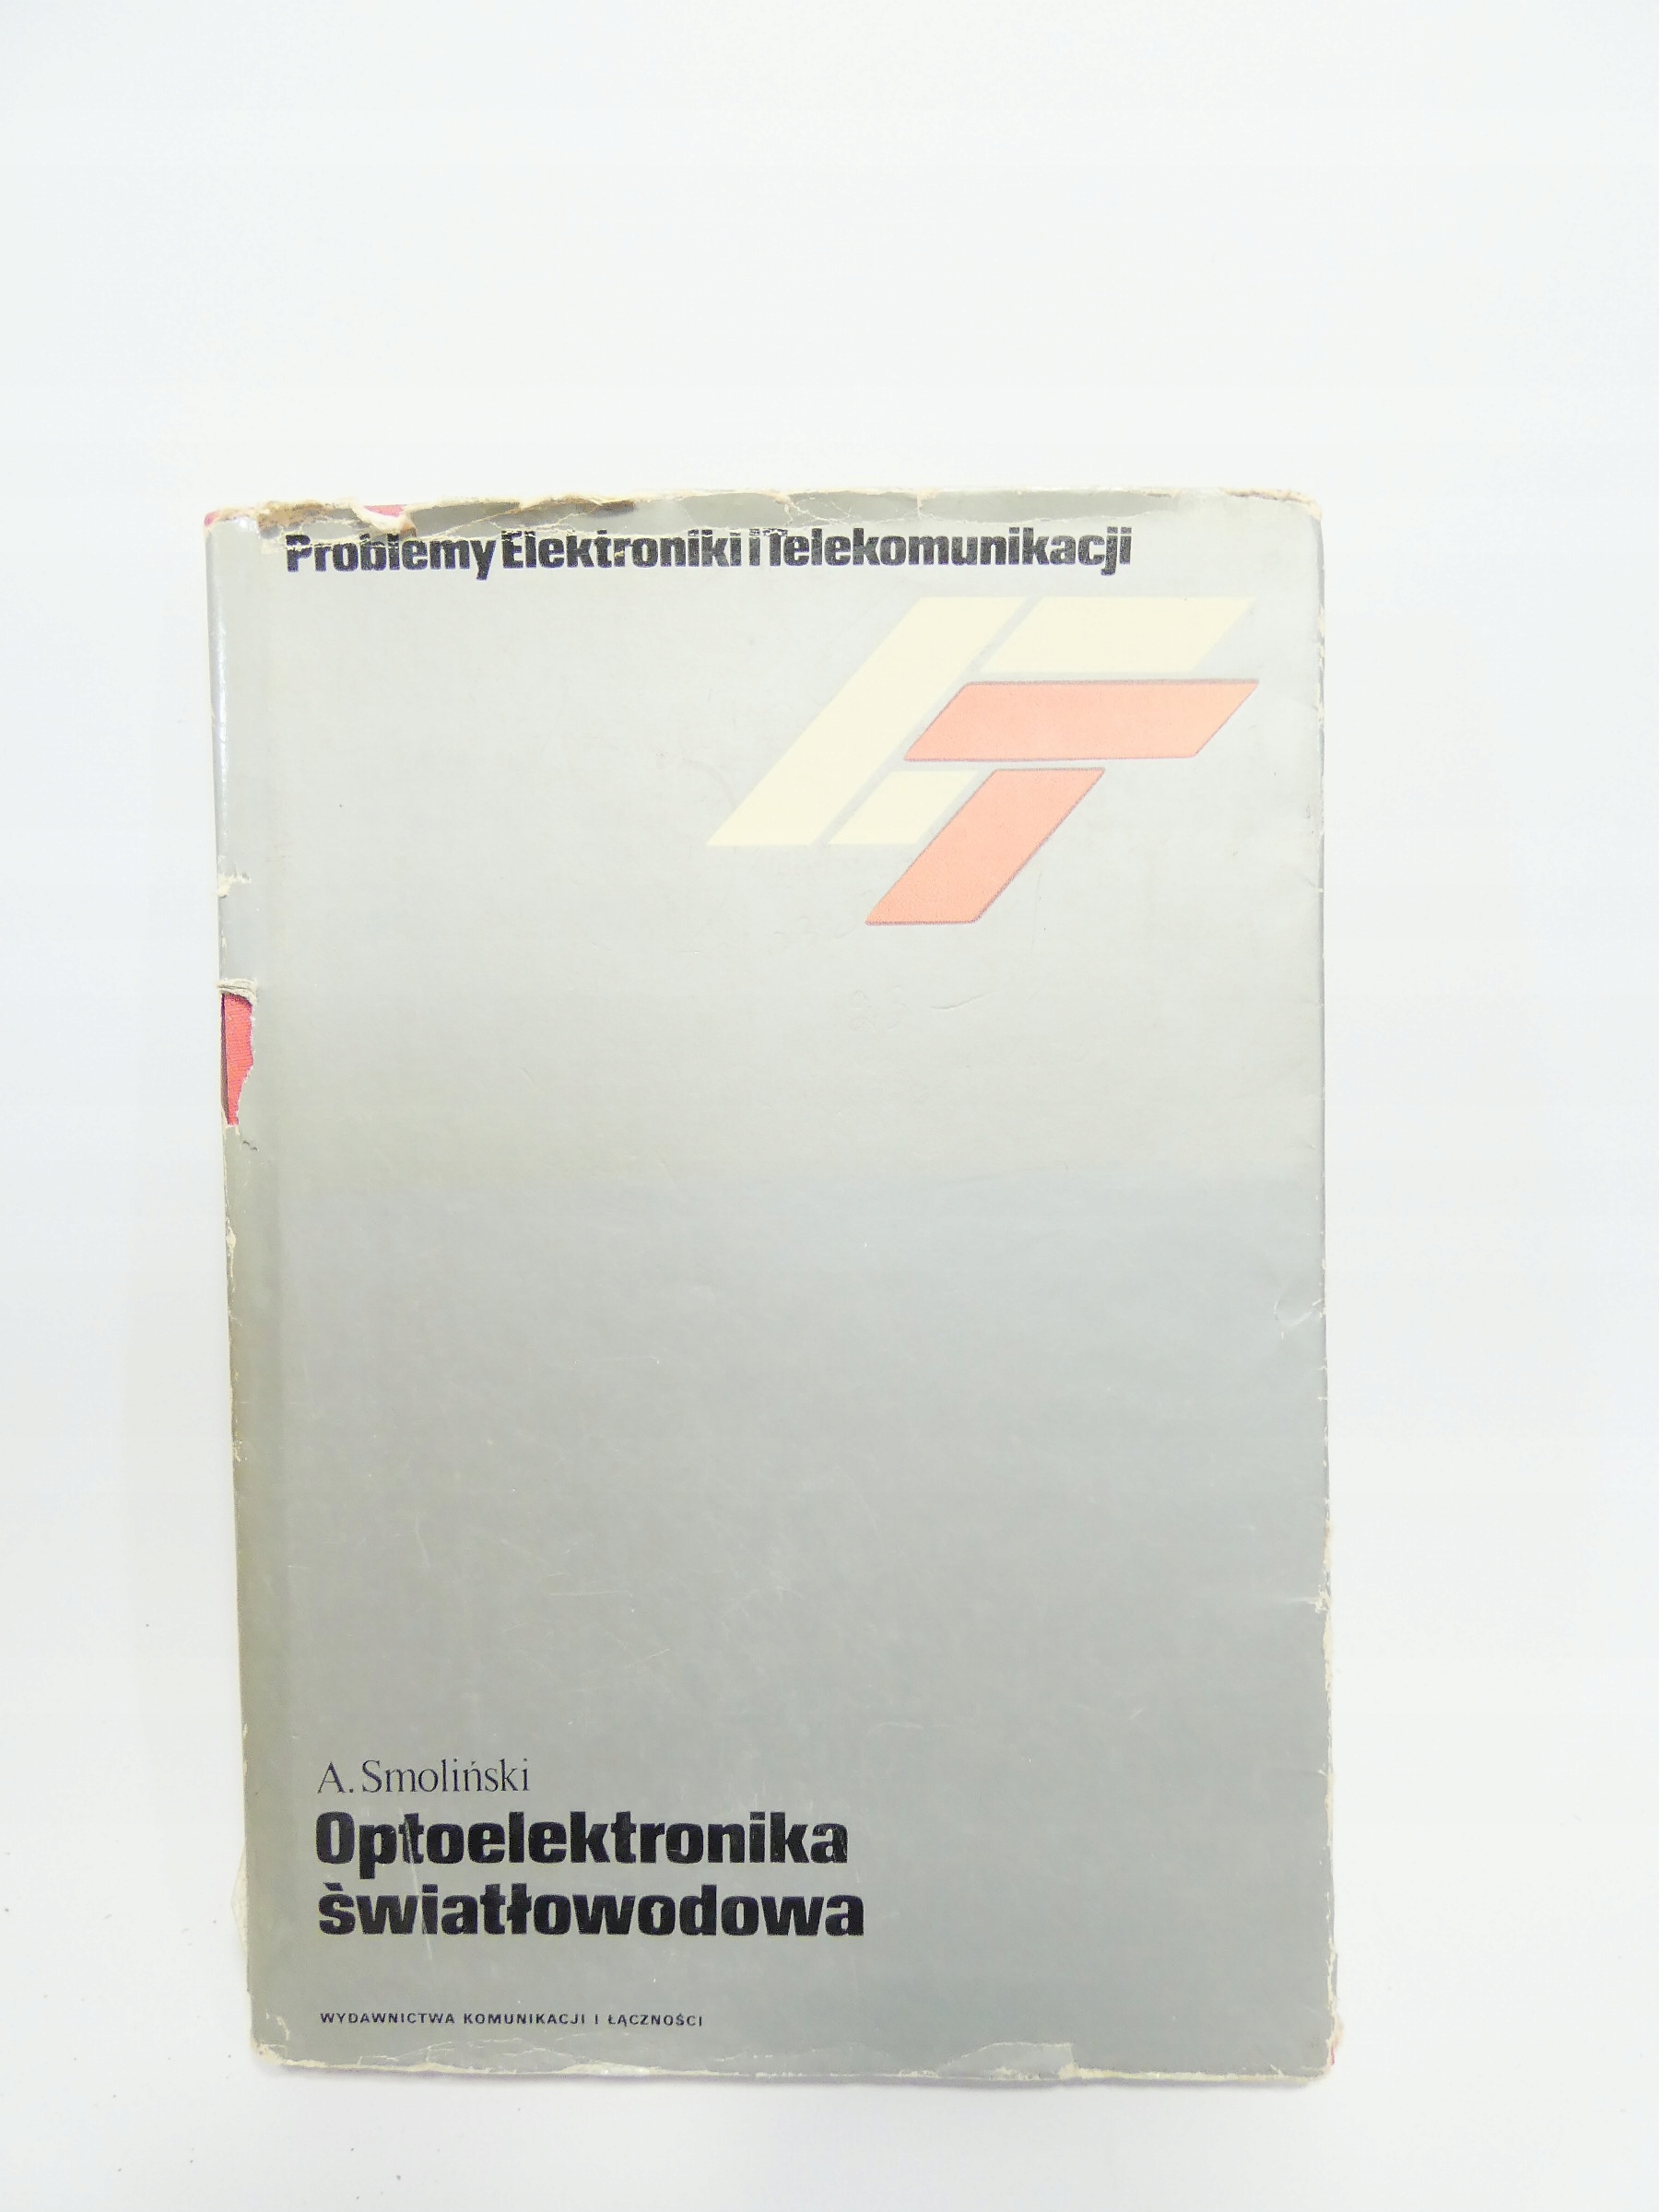 Problemy Elektroniki i Telekomunikacji
A. Smoliński
Optoelektronika
światłowodowa
WYDAWNICTWA KOMUNIKACJI I ŁĄCZNOŚCI